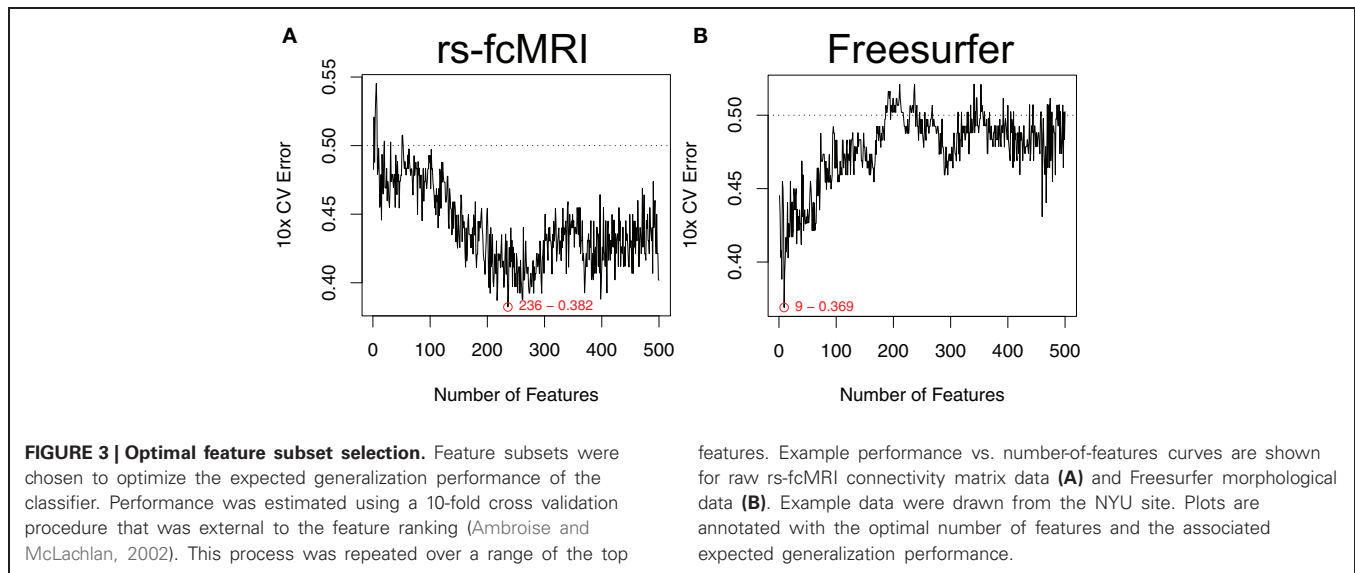 A
rs-fcMRI
0.55
0.50
0.45
0.40
10x CV Error
236 – 0.382
0 100 200 300 400 500
Number of Features
B
Freesurfer
0.50
0.45
0.40
10x CV Error
9 – 0.369
0 100 200 300 400 500
Number of Features
FIGURE 3 | Optimal feature subset selection. Feature subsets were
chosen to optimize the expected generalization performance of the
classifier. Performance was estimated using a 10-fold cross validation
procedure that was external to the feature ranking (Ambroise and
McLachlan, 2002). This process was repeated over a range of the top
features. Example performance vs. number-of-features curves are shown
for raw rs-fcMRI connectivity matrix data (A) and Freesurfer morphological
data (B). Example data were drawn from the NYU site. Plots are
annotated with the optimal number of features and the associated
expected generalization performance.